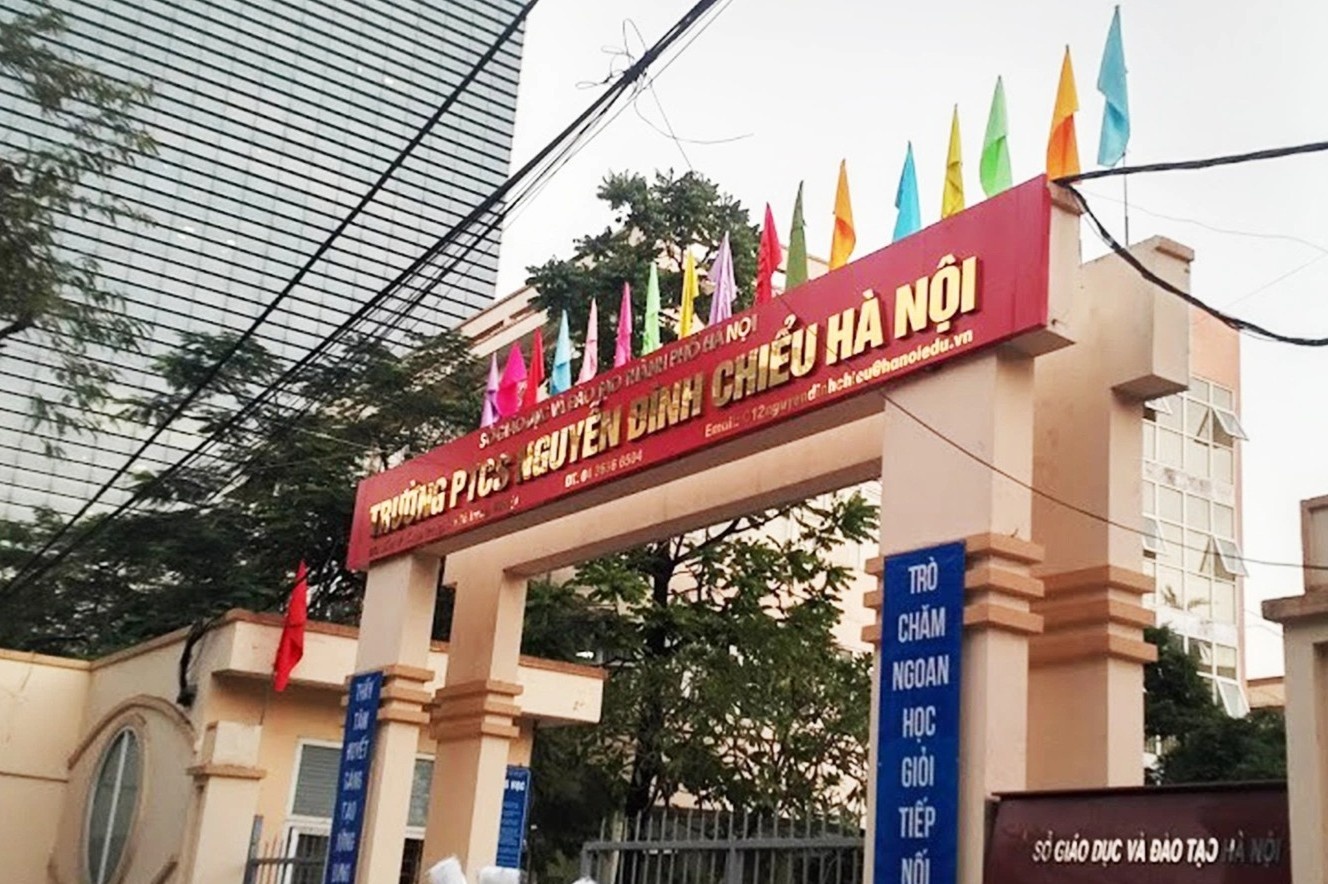 SỞ GIÁO DỤC VÀ ĐÀO TẠO THÀNH PHỐ HÀ NỘI
TRƯỜNG PTCS NGUYỄN ĐÌNH CHIỂU HÀ NỘI
Email: c12nguyendinhchieu@hanoiedu.vn
THẦY
TÂM
HUYẾT
SÁNG
TẠO
TRÒ
CHĂM
NGOAN
HỌC
GIỎI
TIẾP
NỐI
SỞ GIÁO DỤC VÀ ĐÀO TẠO HÀ NỘI